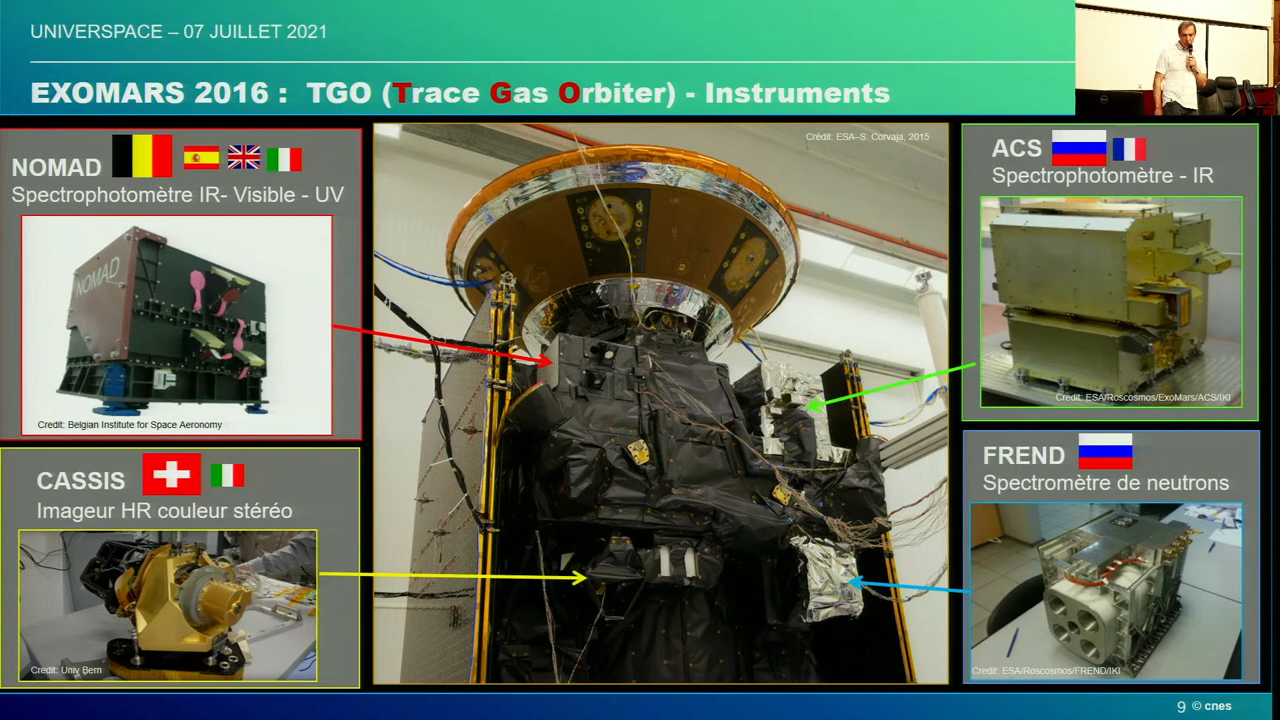 UNIVERSPACE – 07 JUILLET 2021
EXOMARS 2016 : TGO (Trace Gas Orbiter) - Instruments
NOMAD
Spectrophotomètre IR- Visible - UV
NOMAD
Credit: Belgian Institute for Space Aeronomy
CASSIS
Imageur HR couleur stéréo
Credit: Univ Bern
Crédit: ESA–S. Corvaja, 2015
ACS
Spectrophotomètre - IR
Credit: ESA/Roscosmos/ExoMars/ACS/IKI
FREND
Spectromètre de neutrons
Credit: ESA/Roscosmos/FREND/IKI
9 © cnes